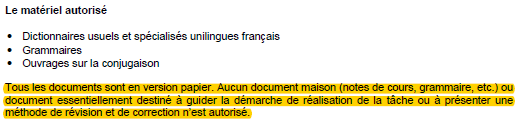 Le matériel autorisé
• Dictionnaires usuels et spécialisés unilingues français
• Grammaires
• Ouvrages sur la conjugaison
Tous les documents sont en version papier. Aucun document maison (notes de cours, grammaire, etc.) ou
document essentiellement destiné à guider la démarche de réalisation de la tâche ou à présenter une
méthode de révision et de correction n'est autorisé.